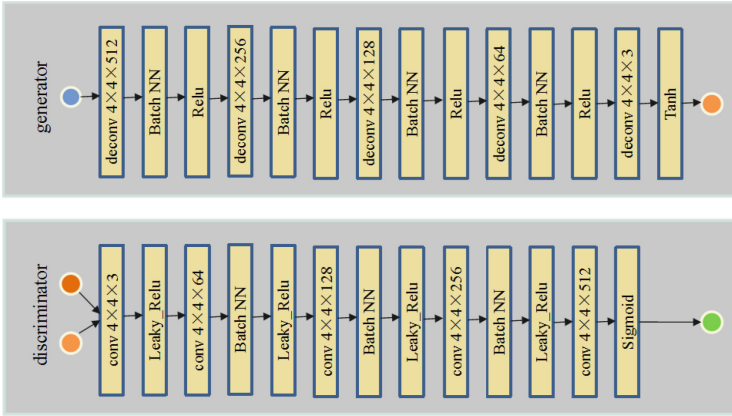 generator
deconv 4×4×512
Batch NN
Relu
deconv 4×4×256
Batch NN
Relu
deconv 4×4×128
Batch NN
Relu
deconv 4×4×64
Batch NN
Relu
deconv 4×4×3
Tanh
discriminator
conv 4×4×3
Leaky_Relu
conv 4×4×64
Batch NN
Leaky_Relu
conv 4×4×128
Batch NN
Leaky_Relu
conv 4×4×256
Batch NN
Leaky_Relu
conv 4×4×512
Sigmoid